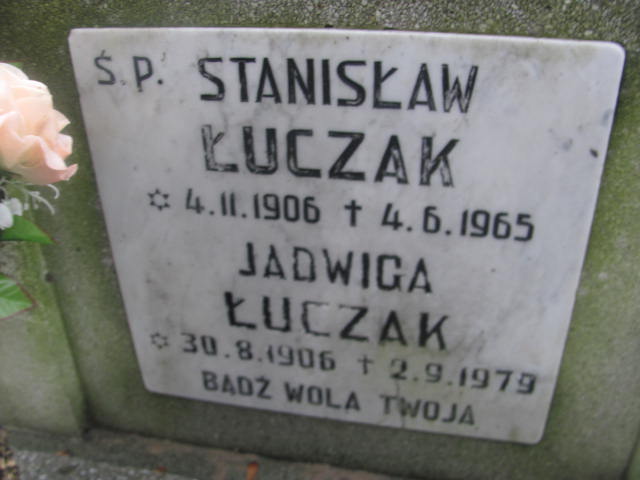 Ś.P. STANISŁAW
ŁUCZAK
✡ 4.11.1906 ✝ 4.6.1965
JADWIGA
ŁUCZAK
✡ 30.8.1906 ✝ 2.9.1979
BĄDŹ WOLA TWOJA